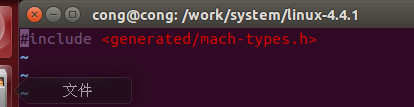 cong@cong: /work/system/linux-4.4.1
#include <generated/mach-types.h>
~
~
文件
~